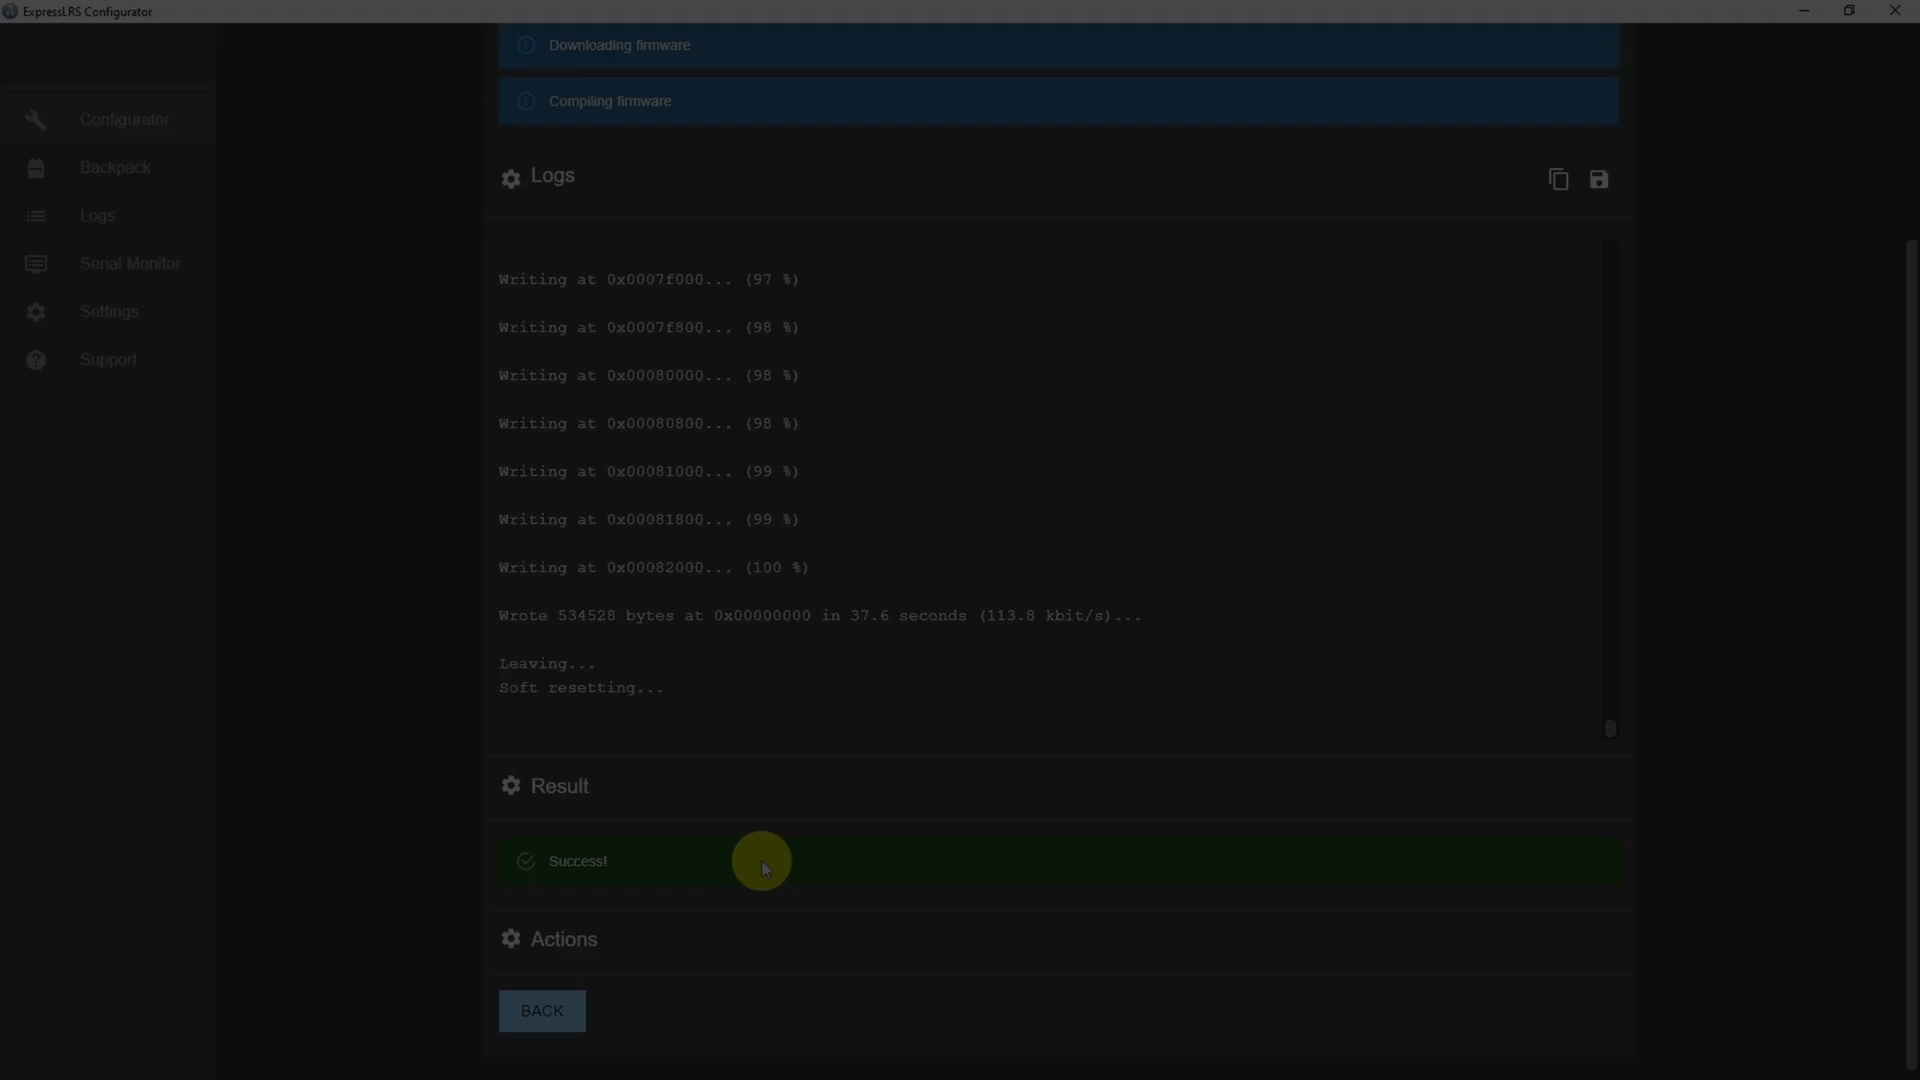 ExpressLRS Configurator
Configurator
Backpack
Logs
Serial Monitor
Settings
Support
Downloading firmware
Compiling firmware
Logs
Writing at 0x0007f000... (97 %)
Writing at 0x0007f800... (98 %)
Writing at 0x00080000... (98 %)
Writing at 0x00080800... (98 %)
Writing at 0x00081000... (99 %)
Writing at 0x00081800... (99 %)
Writing at 0x00082000... (100 %)
Wrote 534528 bytes at 0x00000000 in 37.6 seconds (113.8 kbit/s)...
Leaving...
Soft resetting...
Result
Success!
Actions
BACK